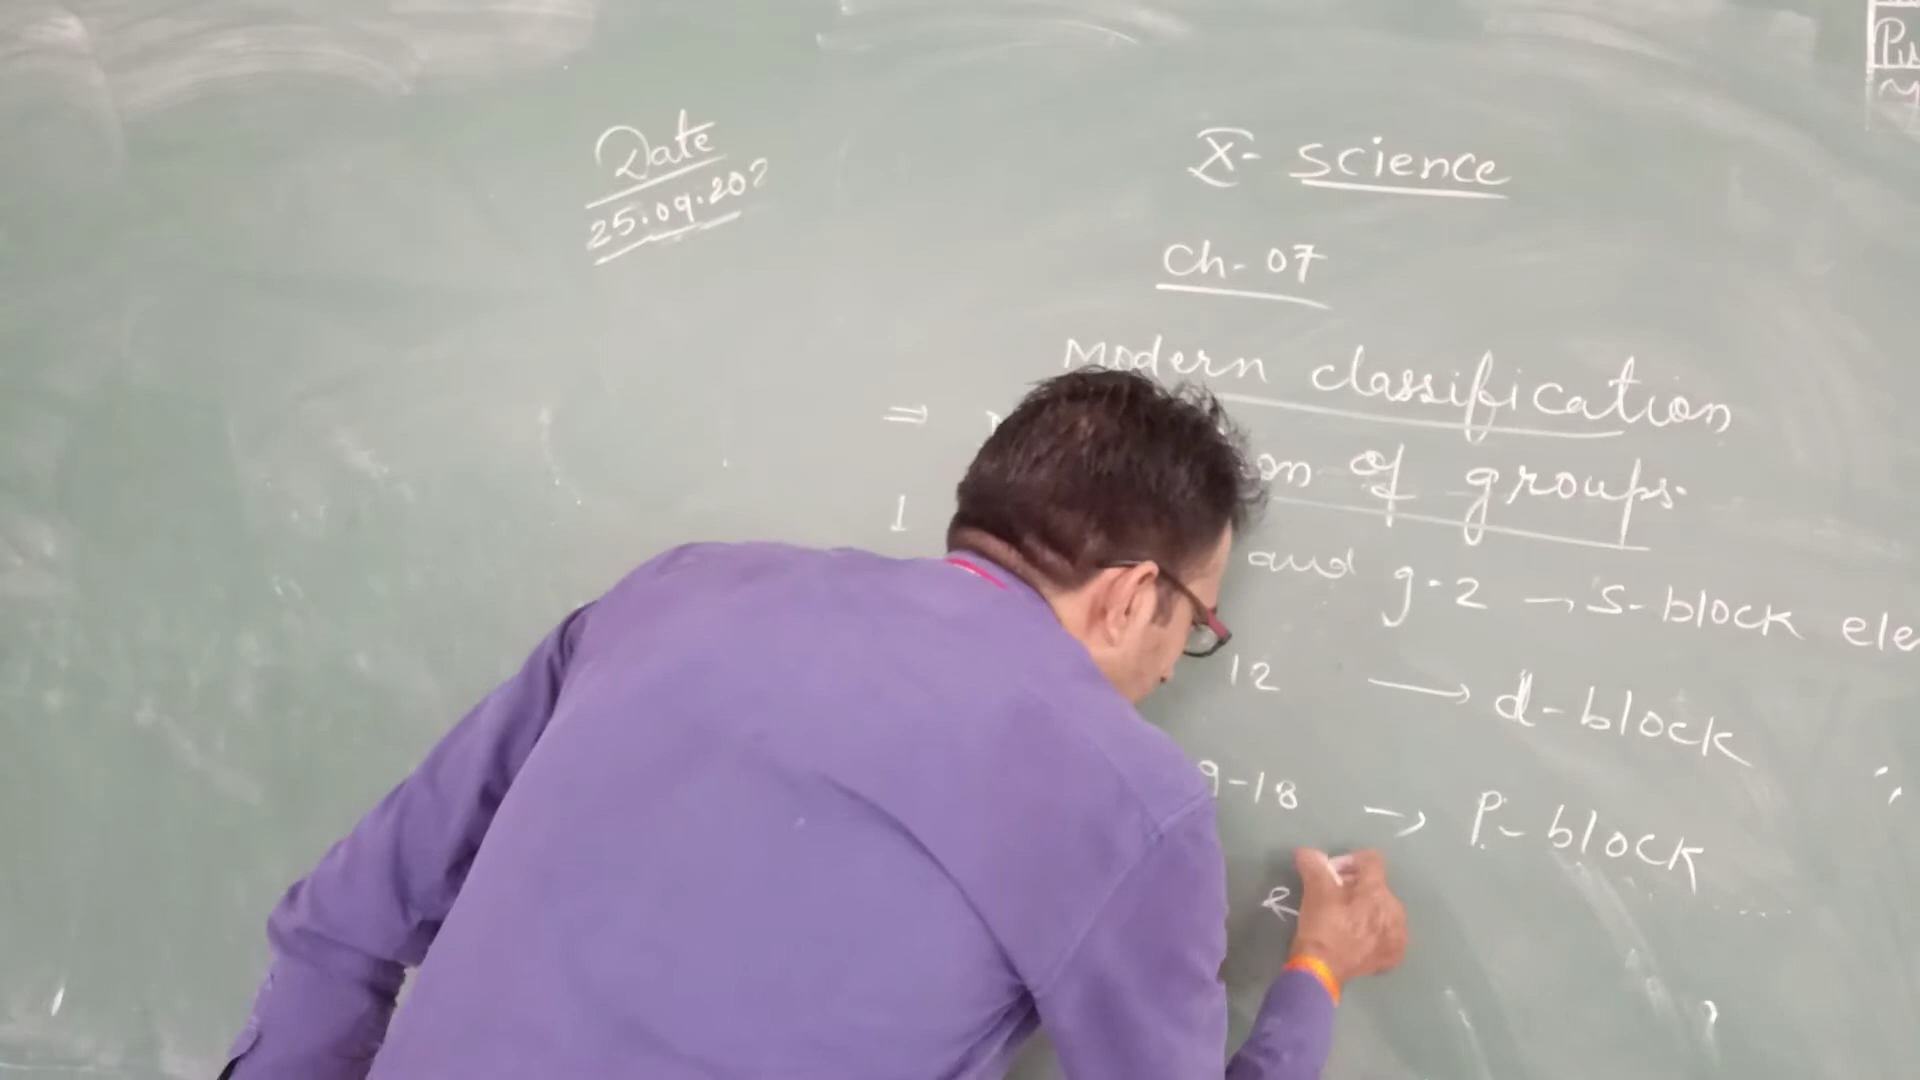 Date
25.09.202
X- Science
Ch-07
Modern classification
⇒ of groups.
1 and g-2 → s-block ele
12 → d-block "
9-18 → P-block